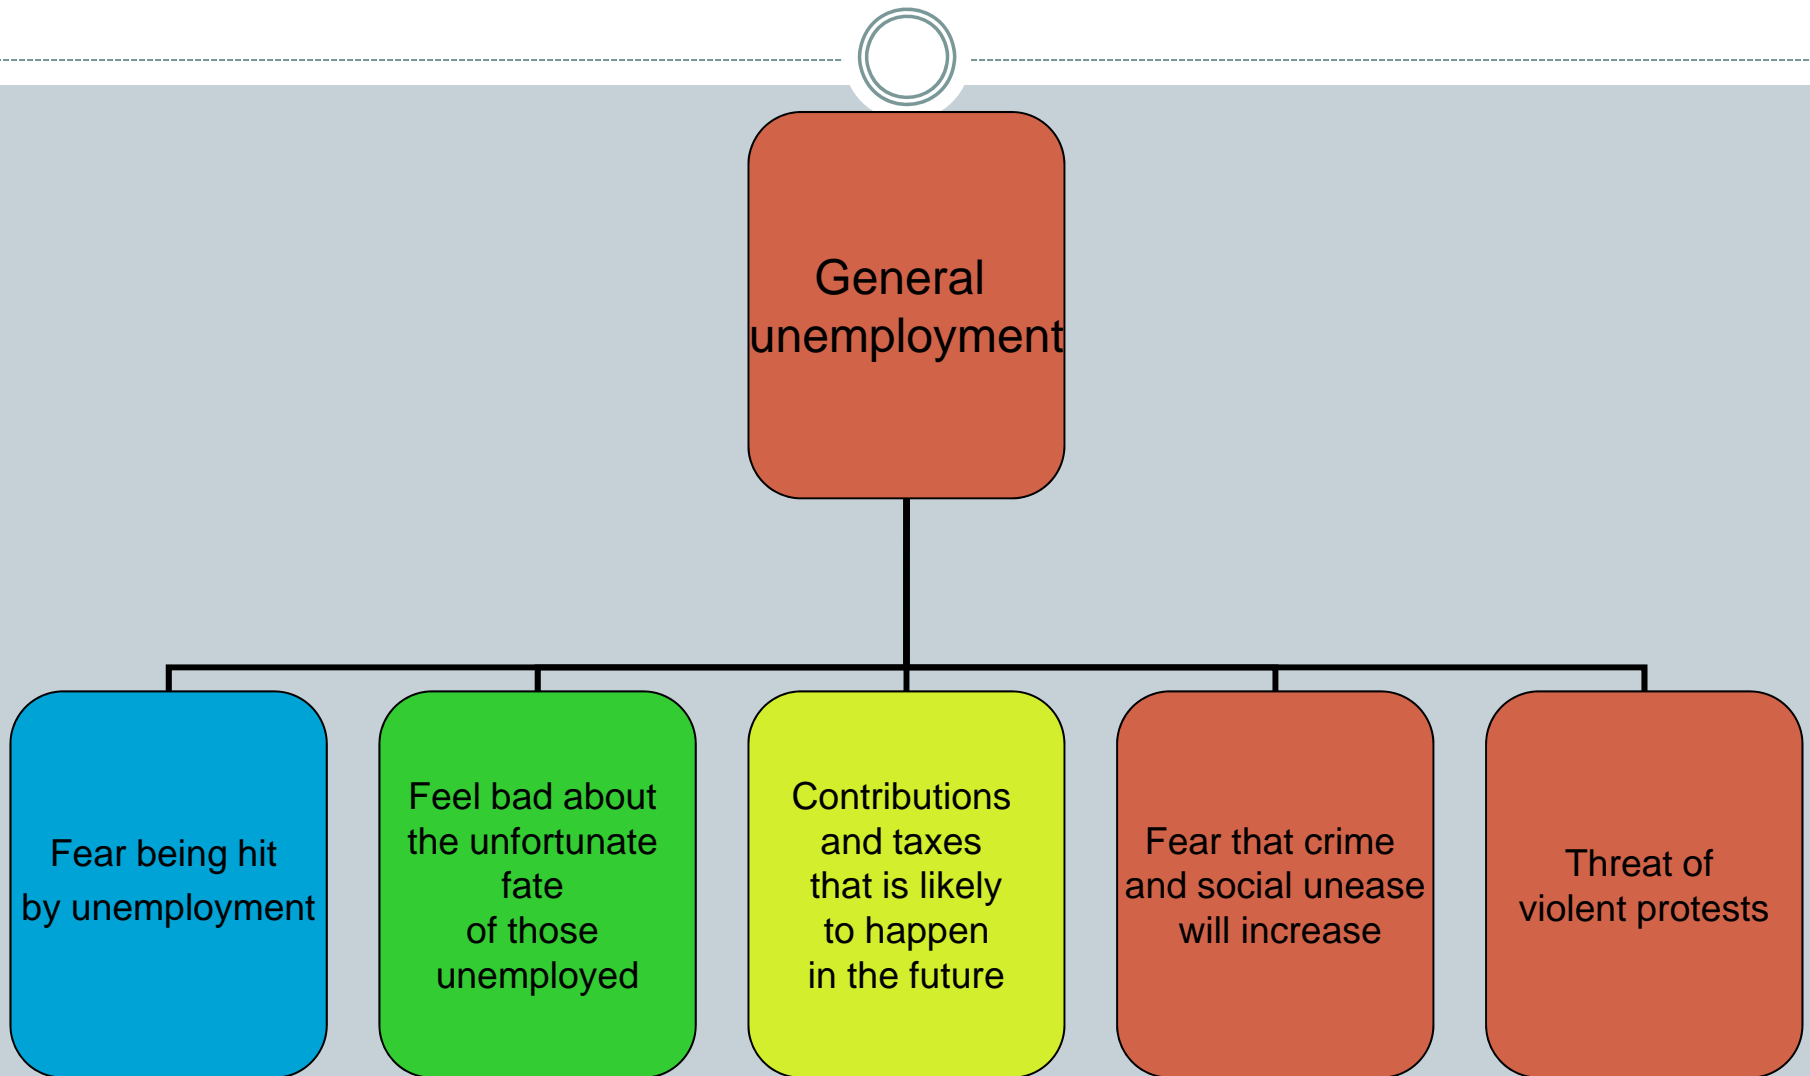 General
unemployment
Fear being hit
by unemployment
Feel bad about
the unfortunate
fate
of those
unemployed
Contributions
and taxes
that is likely
to happen
in the future
Fear that crime
and social unease
will increase
Threat of
violent protests